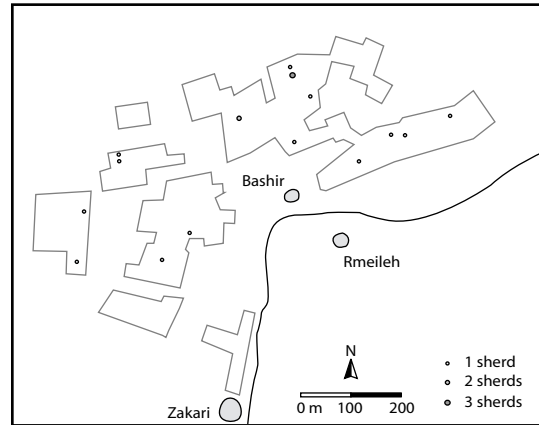 Bashir
Rmeileh
Zakari
N
0 m 100 200
1 sherd
2 sherds
3 sherds